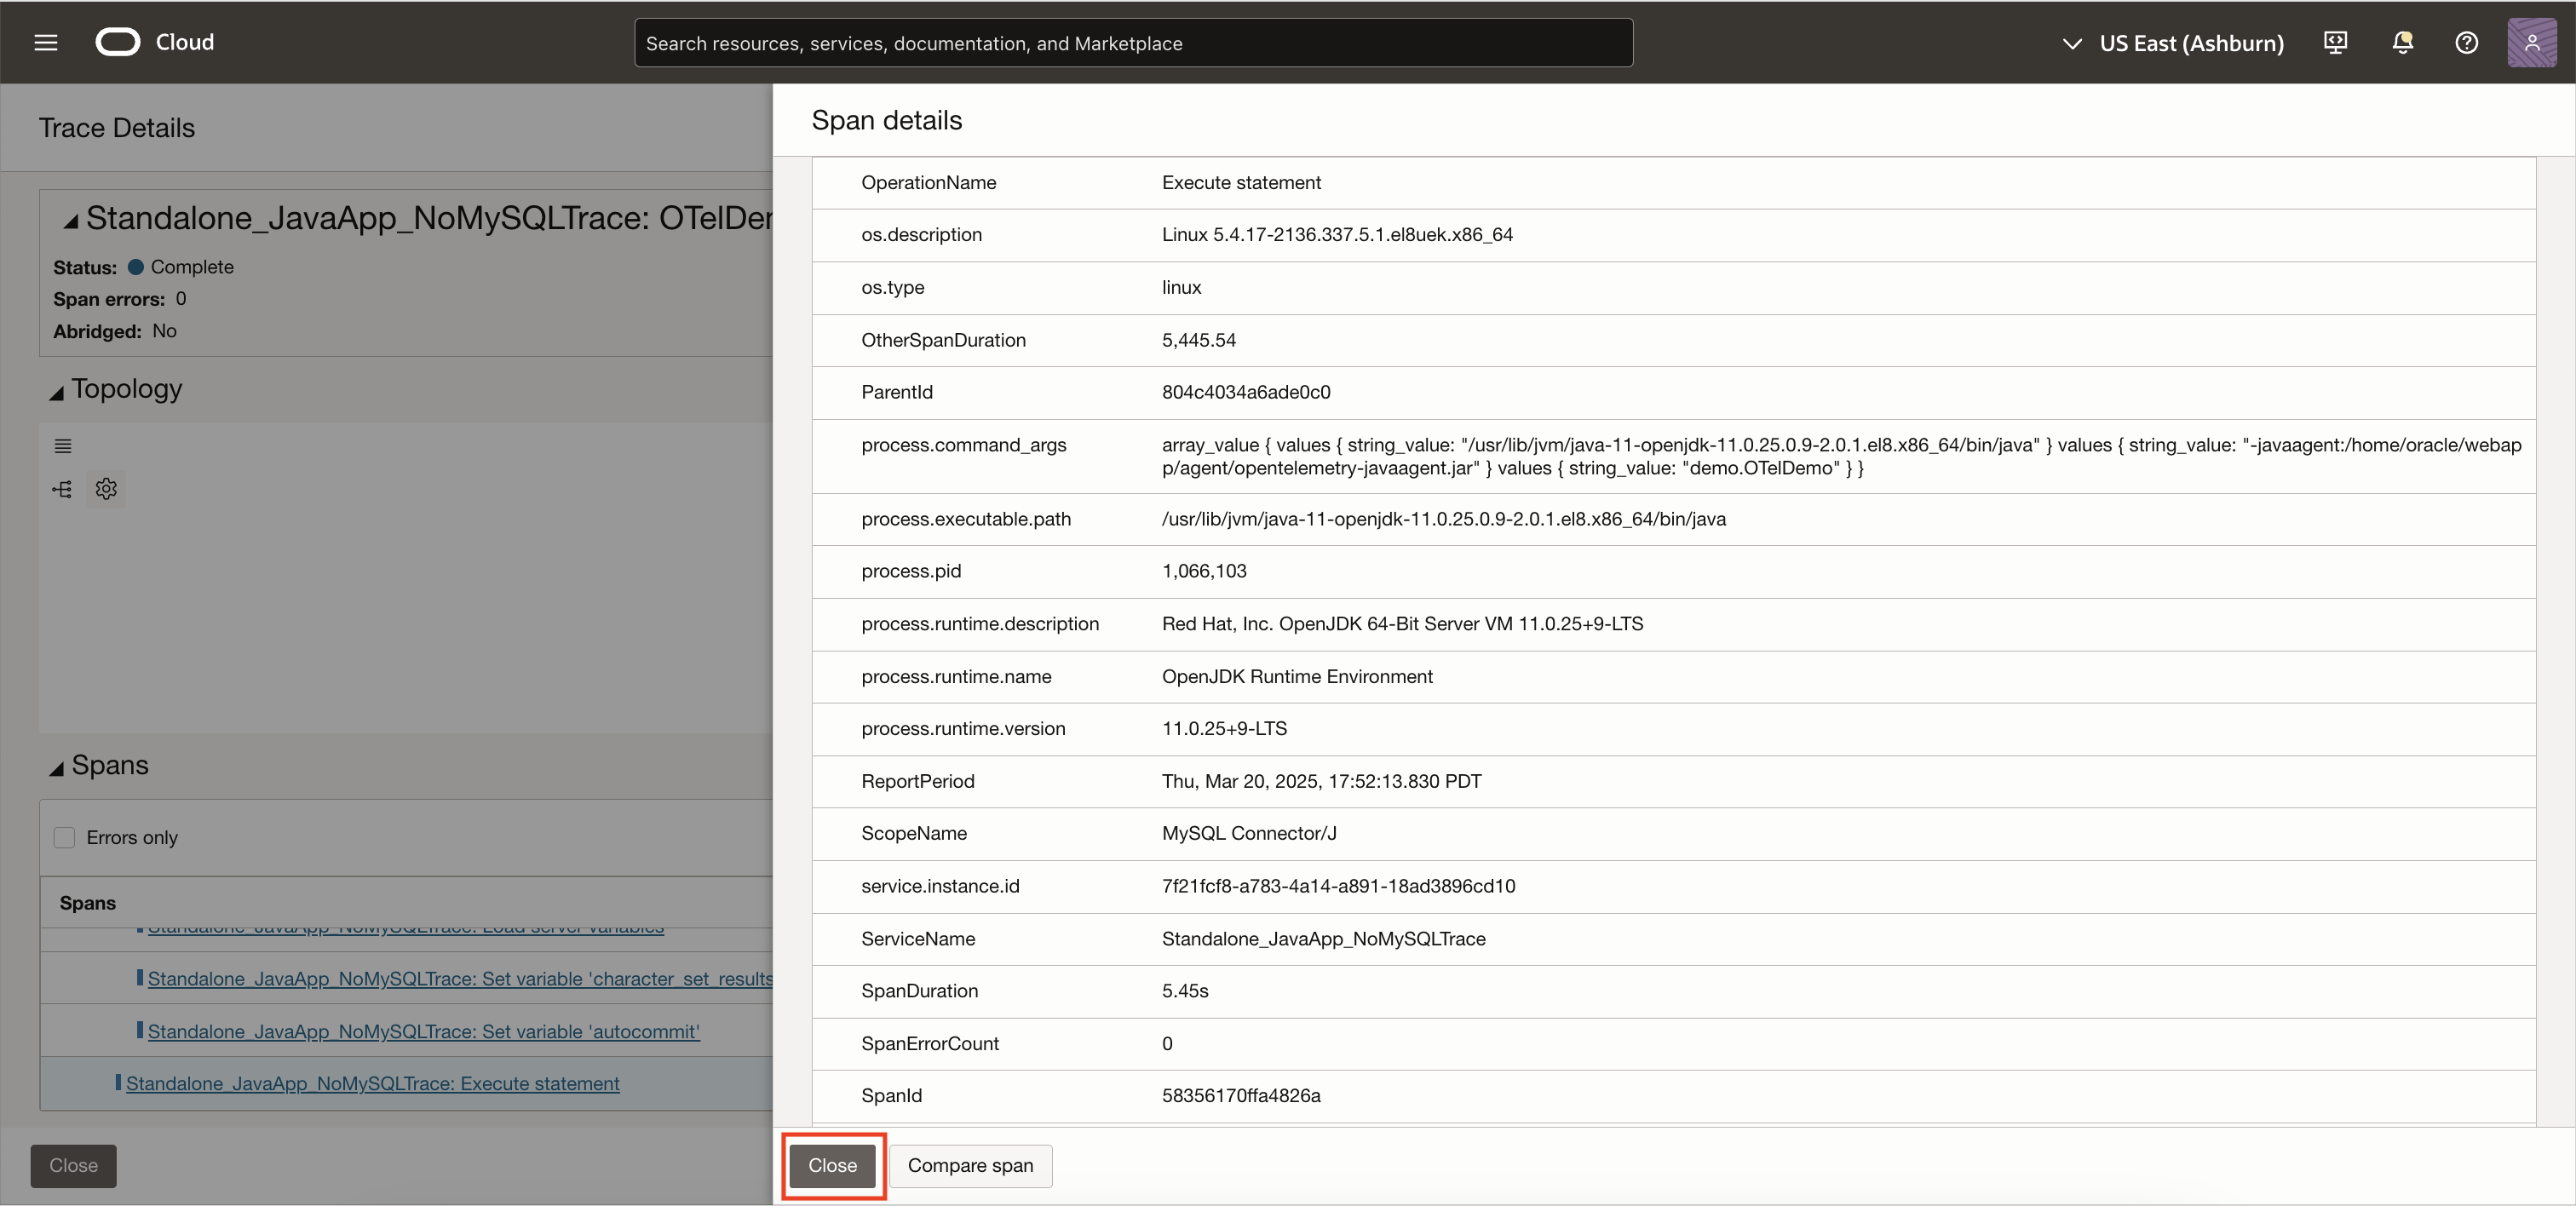 Cloud
Search resources, services, documentation, and Marketplace
US East (Ashburn)
Trace Details
Standalone_JavaApp_NoMySQLTrace: OTelDe
Status: Complete
Span errors: 0
Abridged: No
Topology
Spans
Errors only
Spans
Standalone_JavaApp_NoMySQLTrace: Load server variables
Standalone_JavaApp_NoMySQLTrace: Set variable 'character_set_results
Standalone_JavaApp_NoMySQLTrace: Set variable 'autocommit'
Standalone_JavaApp_NoMySQLTrace: Execute statement
Close
Span details
OperationName Execute statement
os.description Linux 5.4.17-2136.337.5.1.el8uek.x86_64
os.type linux
OtherSpanDuration 5,445.54
ParentId 804c4034a6ade0c0
process.command_args array_value { values { string_value: "/usr/lib/jvm/java-11-openjdk-11.0.25.0.9-2.0.1.el8.x86_64/bin/java" } values { string_value: "-javaagent:/home/oracle/webap
p/agent/opentelemetry-javaagent.jar" } values { string_value: "demo.OTelDemo" } }
process.executable.path /usr/lib/jvm/java-11-openjdk-11.0.25.0.9-2.0.1.el8.x86_64/bin/java
process.pid 1,066,103
process.runtime.description Red Hat, Inc. OpenJDK 64-Bit Server VM 11.0.25+9-LTS
process.runtime.name OpenJDK Runtime Environment
process.runtime.version 11.0.25+9-LTS
ReportPeriod Thu, Mar 20, 2025, 17:52:13.830 PDT
ScopeName MySQL Connector/J
service.instance.id 7f21fcf8-a783-4a14-a891-18ad3896cd10
ServiceName Standalone_JavaApp_NoMySQLTrace
SpanDuration 5.45s
SpanErrorCount 0
SpanId 58356170ffa4826a
Close
Compare span